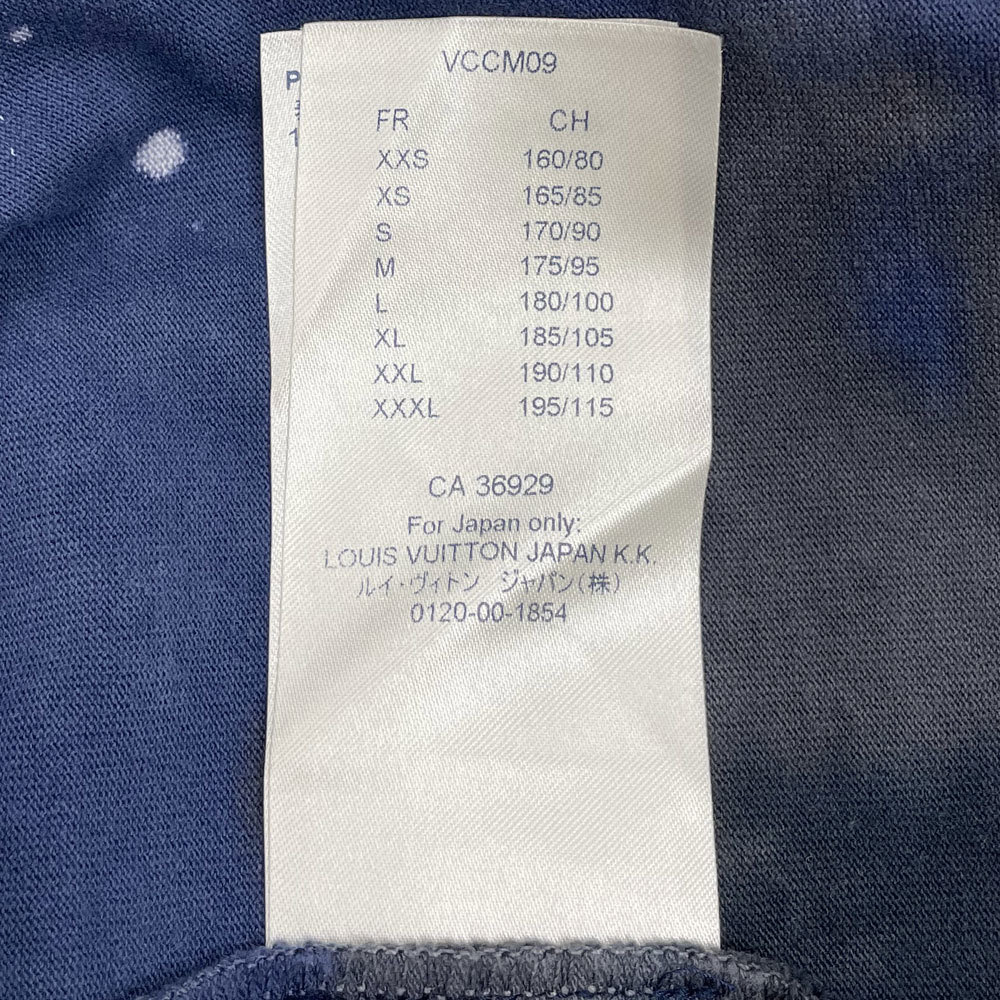 VCCM09
FR CH
XXS 160/80
XS 165/85
S 170/90
M 175/95
L 180/100
XL 185/105
XXL 190/110
XXXL 195/115
CA 36929
For Japan only:
LOUIS VUITTON JAPAN K.K.
ルイ・ヴィトン ジャパン(株)
0120-00-1854